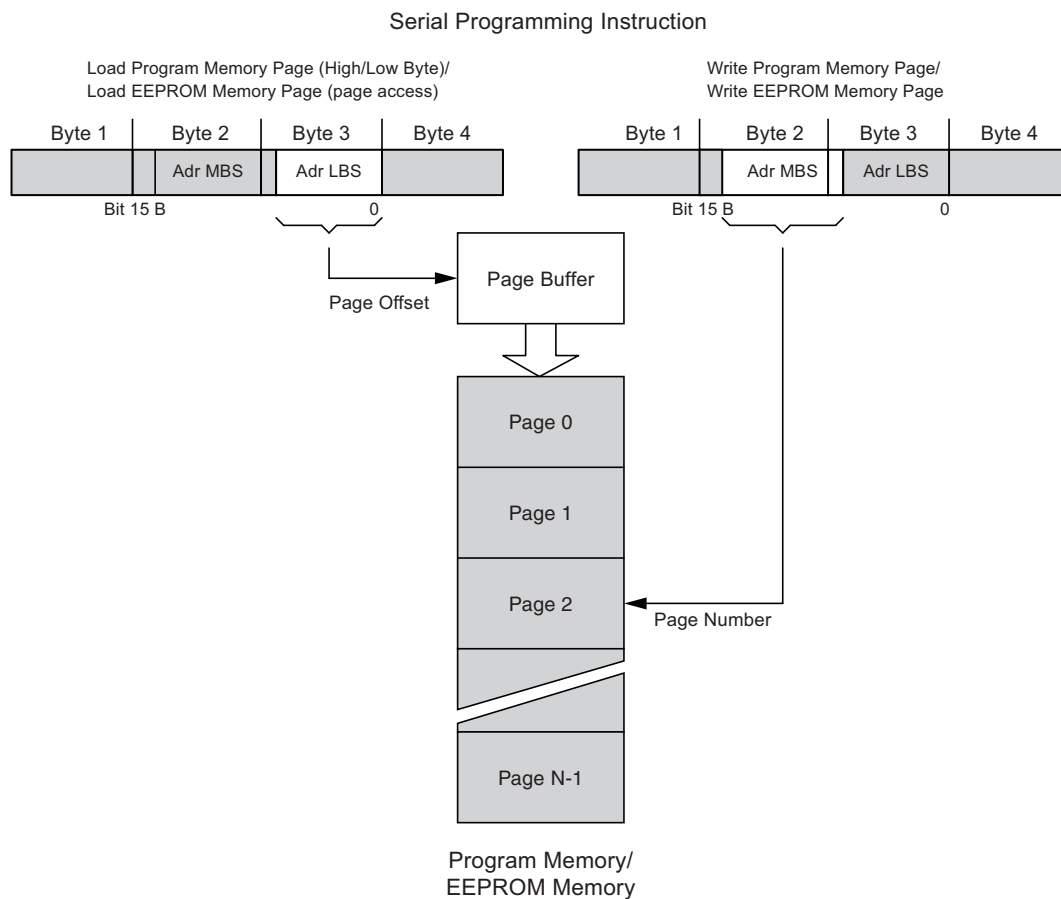 Serial Programming Instruction
Load Program Memory Page (High/Low Byte)/
Load EEPROM Memory Page (page access)
Write Program Memory Page/
Write EEPROM Memory Page
Byte 1 Byte 2 Byte 3 Byte 4
Adr MBS Adr LBS
Bit 15 B 0
Byte 1 Byte 2 Byte 3 Byte 4
Adr MBS Adr LBS
Bit 15 B 0
Page Offset
Page Buffer
Page 0
Page 1
Page 2
Page Number
Page N-1
Program Memory/
EEPROM Memory